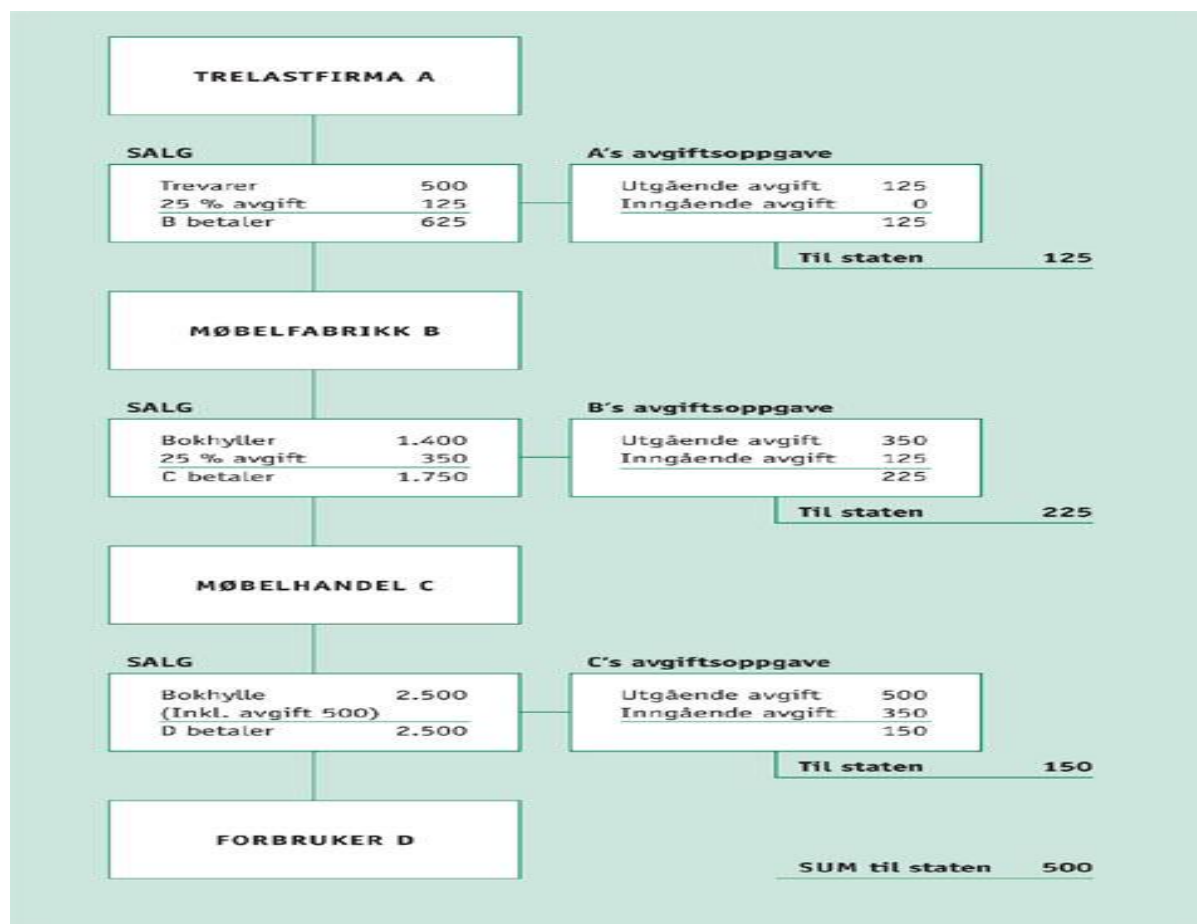 TRELASTFIRMA A
SALG
Trevarer 500
25 % avgift 125
B betaler 625
A's avgiftsoppgave
Utgående avgift 125
Inngående avgift 0
125
Til staten 125
MØBELFABRIKK B
SALG
Bokhyller 1.400
25 % avgift 350
C betaler 1.750
B's avgiftsoppgave
Utgående avgift 350
Inngående avgift 125
225
Til staten 225
MØBELHANDEL C
SALG
Bokhylle 2.500
(Inkl. avgift 500)
D betaler 2.500
C's avgiftsoppgave
Utgående avgift 500
Inngående avgift 350
150
Til staten 150
FORBRUKER D
SUM til staten 500